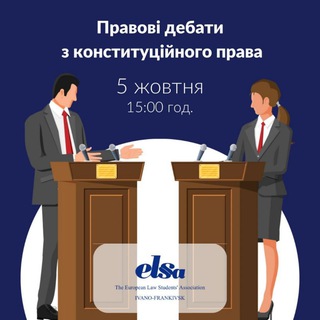 Правові дебати
з конституційного права
5 жовтня
15:00 год.
elsa
The European Law Students' Association
IVANO-FRANKIVSK